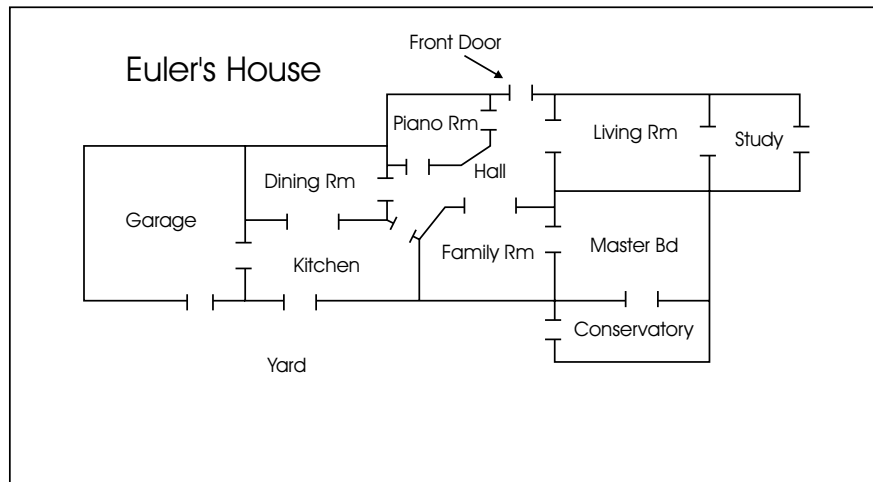 Front Door
Euler's House
Piano Rm
Living Rm
Study
Hall
Dining Rm
Garage
Family Rm
Master Bd
Kitchen
Conservatory
Yard